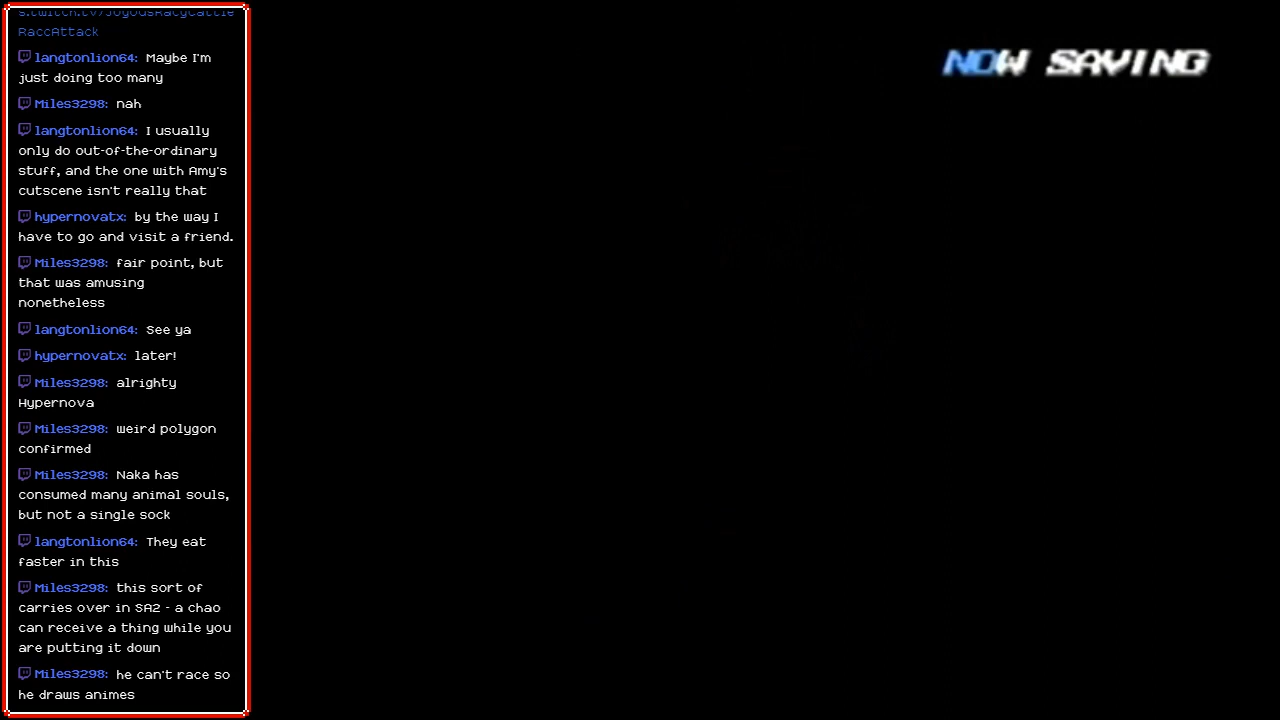 s.twitch.tv/JoyousRacyCattle
RaccAttack
langtonlion64: Maybe I'm
just doing too many
Miles3298: nah
langtonlion64: I usually
only do out-of-the-ordinary
stuff, and the one with Amy's
cutscene isn't really that
hypernovatx: by the way I
have to go and visit a friend.
Miles3298: fair point, but
that was amusing
nonetheless
langtonlion64: See ya
hypernovatx: later!
Miles3298: alrighty
Hypernova
Miles3298: weird polygon
confirmed
Miles3298: Naka has
consumed many animal souls,
but not a single sock
langtonlion64: They eat
faster in this
Miles3298: this sort of
carries over in SA2 - a chao
can receive a thing while you
are putting it down
Miles3298: he can't race so
he draws animes
NOW SAVING